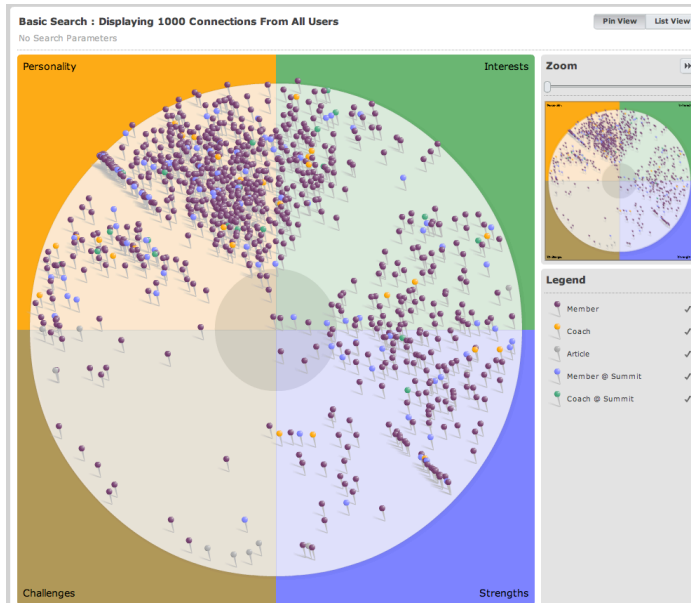 Basic Search : Displaying 1000 Connections From All Users
Pin View List View
No Search Parameters
Personality
Interests
Zoom
Legend
Member
Coach
Article
Member @ Summit
Coach @ Summit
Challenges
Strengths